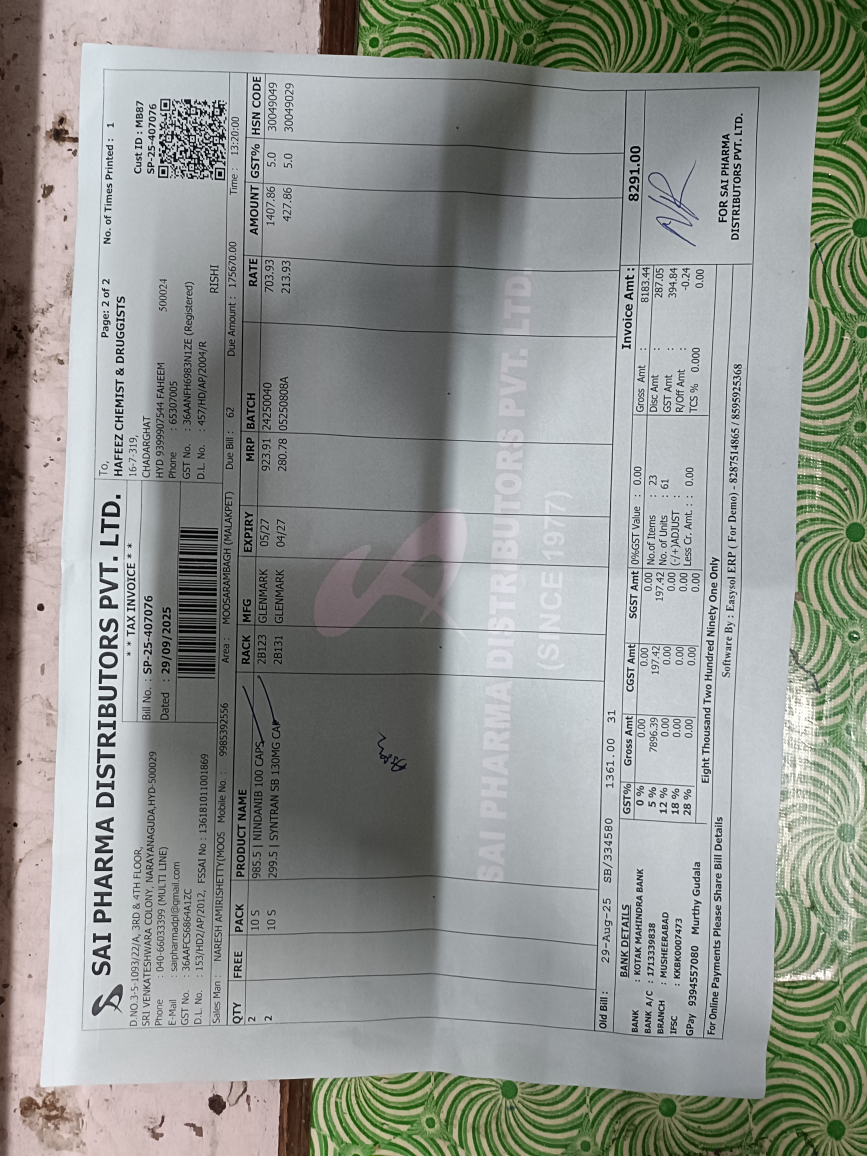 SAI PHARMA DISTRIBUTORS PVT. LTD.
D.NO.3-5-1093/22/A, 3RD & 4TH FLOOR,
SRI VENKATESHWARA COLONY, NARAYANAGUDA,HYD-500029
Phone : 040-66033399 (MULTI LINE)
E-Mail : saipharmadpl@gmail.com
GST No. : 36AAFCS6864A1ZC
D.L. No. : 153/HD2/AP/2012, FSSAI No : 13618101100186​9
* * TAX INVOICE * *
Bill No. : SP-25-407076
Dated : 29/09/2025
To, Page: 2 of 2 No. of Times Printed : 1
HAFEEZ CHEMIST & DRUGGISTS
16-7-319,
CHADARGHAT
HYD 9399907544 FAHEEM 500024
Phone : 65307005
GST No. : 36AANFH6983N1ZE (Registered)
D.L. No. : 457/HD/AP/2004/R RISHI
Cust ID : MB87
SP-25-407076
Sales Man : NARESH AMIRISHETTY(MOOS Mobile No. : 9985392556 Area : MOOSARAMBAGH (MALAKPET) Due Bill : 62 Due Amount : 175670.00 Time : 13:20:00
QTY FREE PACK PRODUCT NAME RACK MFG EXPIRY MRP BATCH RATE AMOUNT GST% HSN CODE
2 10 S 985.5 | NINDANIB 100 CAPS 2B123 GLENMARK 05/27 923.91 24250040 703.93 1407.86 5.0 30049049
2 10 S 299.5 | SYNTRAN SB 130MG CAP 2B131 GLENMARK 04/27 280.78 05250808A 213.93 427.86 5.0 30049029
SAI PHARMA DISTRIBUTORS PVT. LTD.
(SINCE 1977)
Old Bill : 29-Aug-25 SB/334580 1361.00 31
BANK DETAILS
BANK : KOTAK MAHINDRA BANK
BANK A/C : 1713339838
BRANCH : MUSHEERABAD
IFSC : KKBK0007473
GPay 9394557080 Murthy Gudala
GST% Gross Amt CGST Amt SGST Amt
0 % 0.00 0.00 0.00
5 % 7896.39 197.42 197.42
12 % 0.00 0.00 0.00
18 % 0.00 0.00 0.00
28 % 0.00 0.00 0.00
0%GST Value : 0.00
No.of Items : 23
No. of Units : 61
(-/+)ADJUST :
Less Cr. Amt. : : 0.00
Invoice Amt : 8291.00
Gross Amt : 8183.44
Disc Amt : 287.05
GST Amt : 394.84
R/Off Amt : -0.24
TCS % 0.000 0.00
Eight Thousand Two Hundred Ninety One Only
For Online Payments Please Share Bill Details
Software By : Easysol ERP ( For Demo) - 8287514865 / 8595925368
FOR SAI PHARMA
DISTRIBUTORS PVT. LTD.